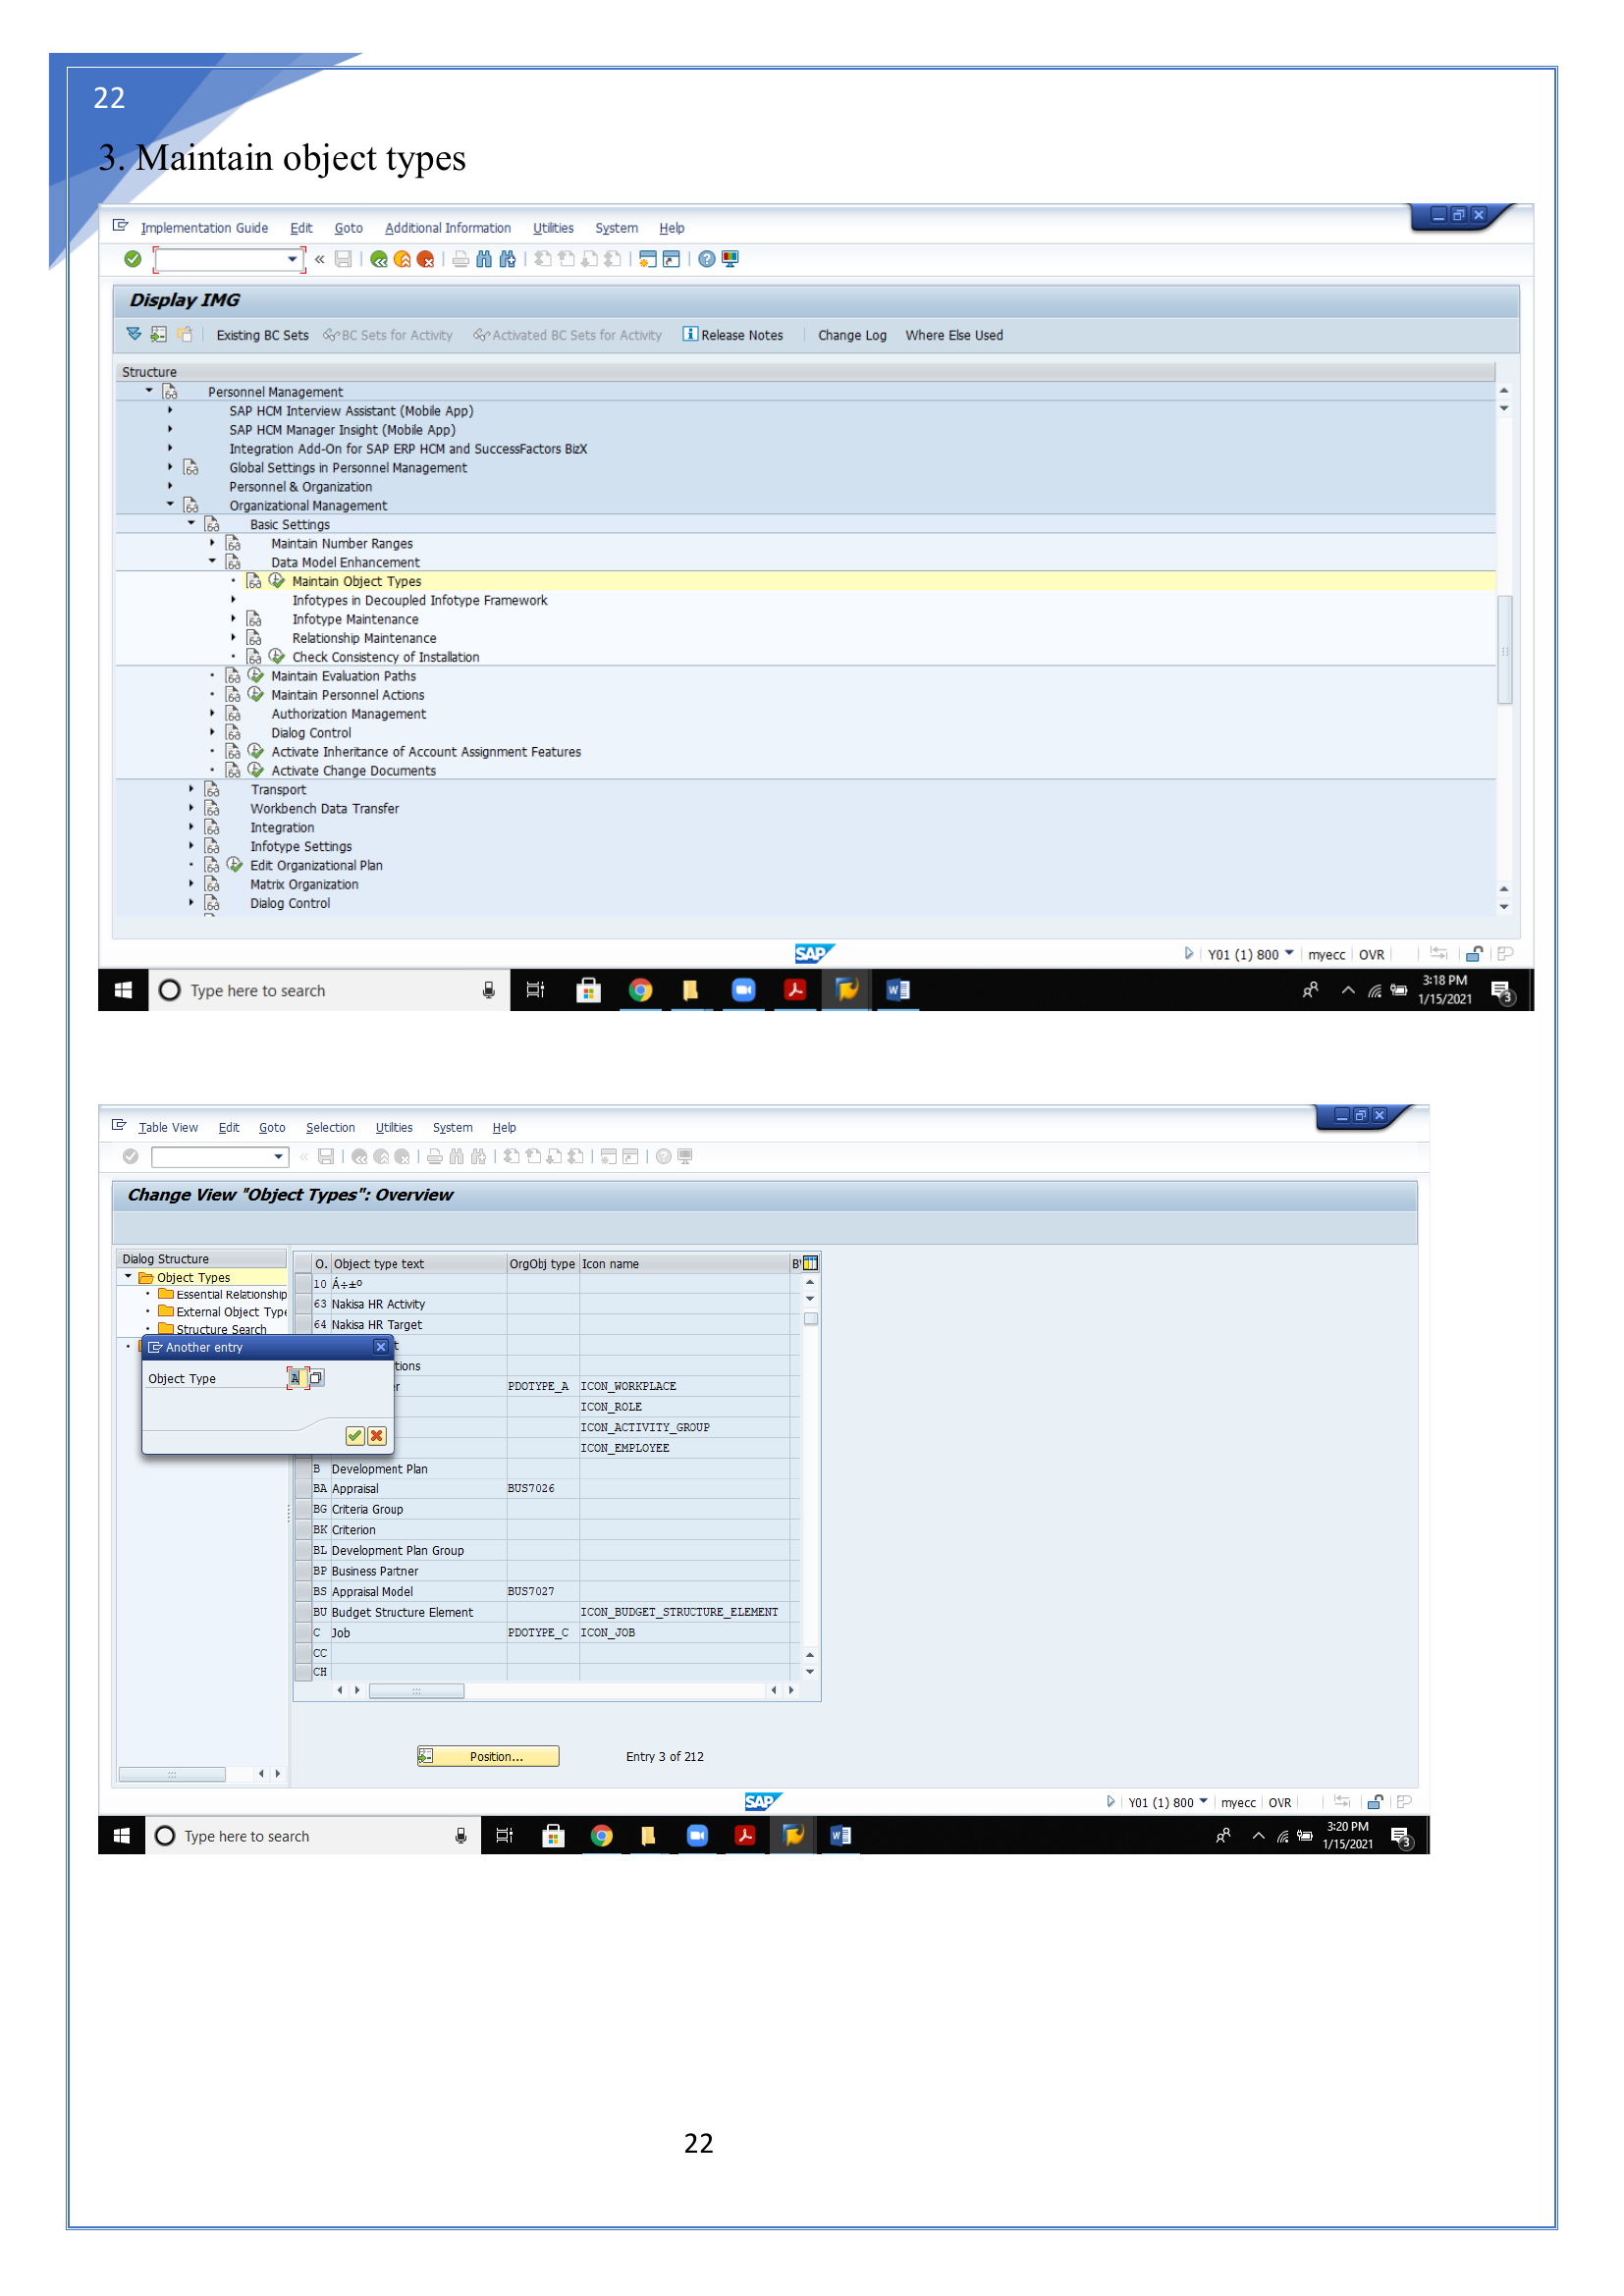 22
3. Maintain object types
Implementation Guide Edit Goto Additional Information Utilities System Help
Display IMG
Existing BC Sets BC Sets for Activity Activated BC Sets for Activity Release Notes Change Log Where Else Used
Structure
Personnel Management
SAP HCM Interview Assistant (Mobile App)
SAP HCM Manager Insight (Mobile App)
Integration Add-On for SAP ERP HCM and SuccessFactors BizX
Global Settings in Personnel Management
Personnel & Organization
Organizational Management
Basic Settings
Maintain Number Ranges
Data Model Enhancement
Maintain Object Types
Infotypes in Decoupled Infotype Framework
Infotype Maintenance
Relationship Maintenance
Check Consistency of Installation
Maintain Evaluation Paths
Maintain Personnel Actions
Authorization Management
Dialog Control
Activate Inheritance of Account Assignment Features
Activate Change Documents
Transport
Workbench Data Transfer
Integration
Infotype Settings
Edit Organizational Plan
Matrix Organization
Dialog Control
SAP Y01 (1) 800 myecc OVR
Type here to search 3:18 PM
1/15/2021 3
Table View Edit Goto Selection Utilities System Help
Change View "Object Types": Overview
Dialog Structure
Object Types
Essential Relationship
External Object Type
Structure Search
Another entry
Object Type A
O. Object type text OrgObj type Icon name B
10 Á÷±º
63 Nakisa HR Activity
64 Nakisa HR Target
t
tions
r PDOTYPE_A ICON_WORKPLACE
ICON_ROLE
ICON_ACTIVITY_GROUP
ICON_EMPLOYEE
B Development Plan
BA Appraisal BUS7026
BG Criteria Group
BK Criterion
BL Development Plan Group
BP Business Partner
BS Appraisal Model BUS7027
BU Budget Structure Element ICON_BUDGET_STRUCTURE_ELEMENT
C Job PDOTYPE_C ICON_JOB
CC
CH
Position... Entry 3 of 212
SAP Y01 (1) 800 myecc OVR
Type here to search 3:20 PM
1/15/2021 3
22